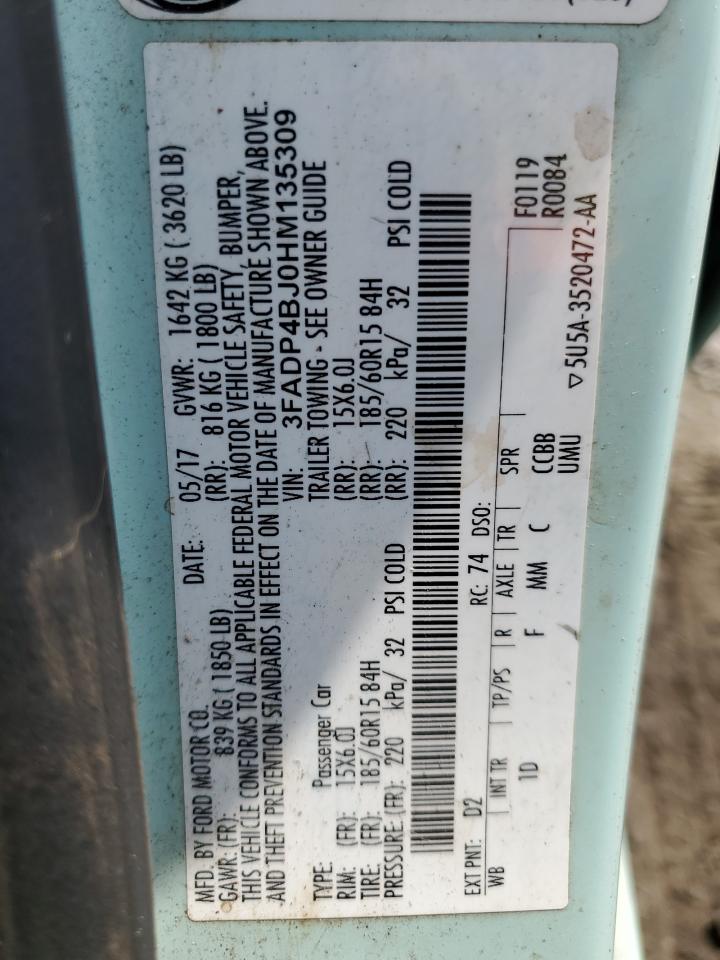 MFD. BY FORD MOTOR CO. DATE: 05/17 GVWR: 1642 KG ( 3620 LB)
GAWR: (FR): 839 KG ( 1850 LB) (RR): 816 KG ( 1800 LB)
THIS VEHICLE CONFORMS TO ALL APPLICABLE FEDERAL MOTOR VEHICLE SAFETY, BUMPER,
AND THEFT PREVENTION STANDARDS IN EFFECT ON THE DATE OF MANUFACTURE SHOWN ABOVE.
VIN: 3FADP4BJ0HM135309
TYPE: Passenger Car TRAILER TOWING - SEE OWNER GUIDE
RIM: (FR): 15X6.0J (RR): 15X6.0J
TIRE: (FR): 185/60R15 84H (RR): 185/60R15 84H
PRESSURE: (FR): 220 kPa/ 32 PSI COLD (RR): 220 kPa/ 32 PSI COLD
EXT PNT: D2 RC: 74 DSO: F0119
WB INT TR TP/PS R AXLE TR SPR R0084
1D F MM C CCBB
UMU
▽ 5U5A-3520472-AA